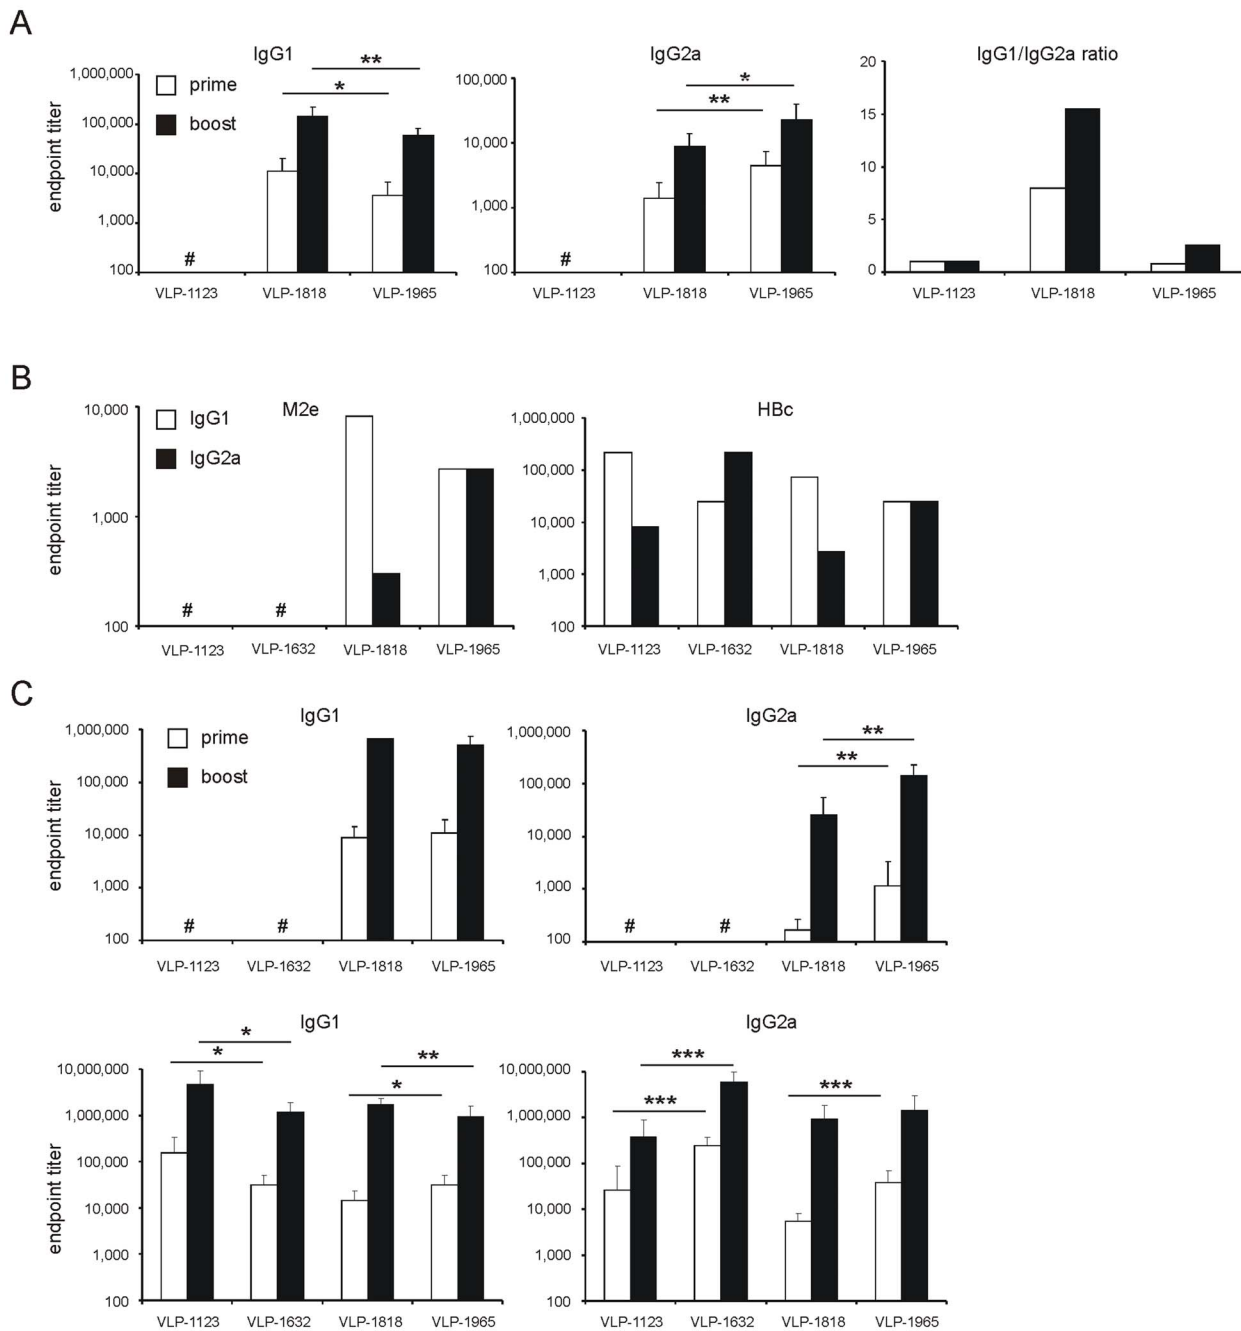 A
IgG1
IgG2a
IgG1/IgG2a ratio
prime
boost
endpoint titer
1,000,000
100,000
10,000
1,000
100
#
*
**
VLP-1123
VLP-1818
VLP-1965
100,000
10,000
1,000
100
#
**
*
VLP-1123
VLP-1818
VLP-1965
20
15
10
5
0
VLP-1123
VLP-1818
VLP-1965
B
M2e
HBc
IgG1
IgG2a
endpoint titer
10,000
1,000
100
#
#
VLP-1123
VLP-1632
VLP-1818
VLP-1965
1,000,000
100,000
10,000
1,000
100
VLP-1123
VLP-1632
VLP-1818
VLP-1965
C
IgG1
IgG2a
prime
boost
endpoint titer
1,000,000
100,000
10,000
1,000
100
#
#
VLP-1123
VLP-1632
VLP-1818
VLP-1965
1,000,000
100,000
10,000
1,000
100
#
#
**
**
VLP-1123
VLP-1632
VLP-1818
VLP-1965
IgG1
IgG2a
endpoint titer
10,000,000
1,000,000
100,000
10,000
1,000
100
*
*
**
*
VLP-1123
VLP-1632
VLP-1818
VLP-1965
10,000,000
1,000,000
100,000
10,000
1,000
100
***
***
***
VLP-1123
VLP-1632
VLP-1818
VLP-1965